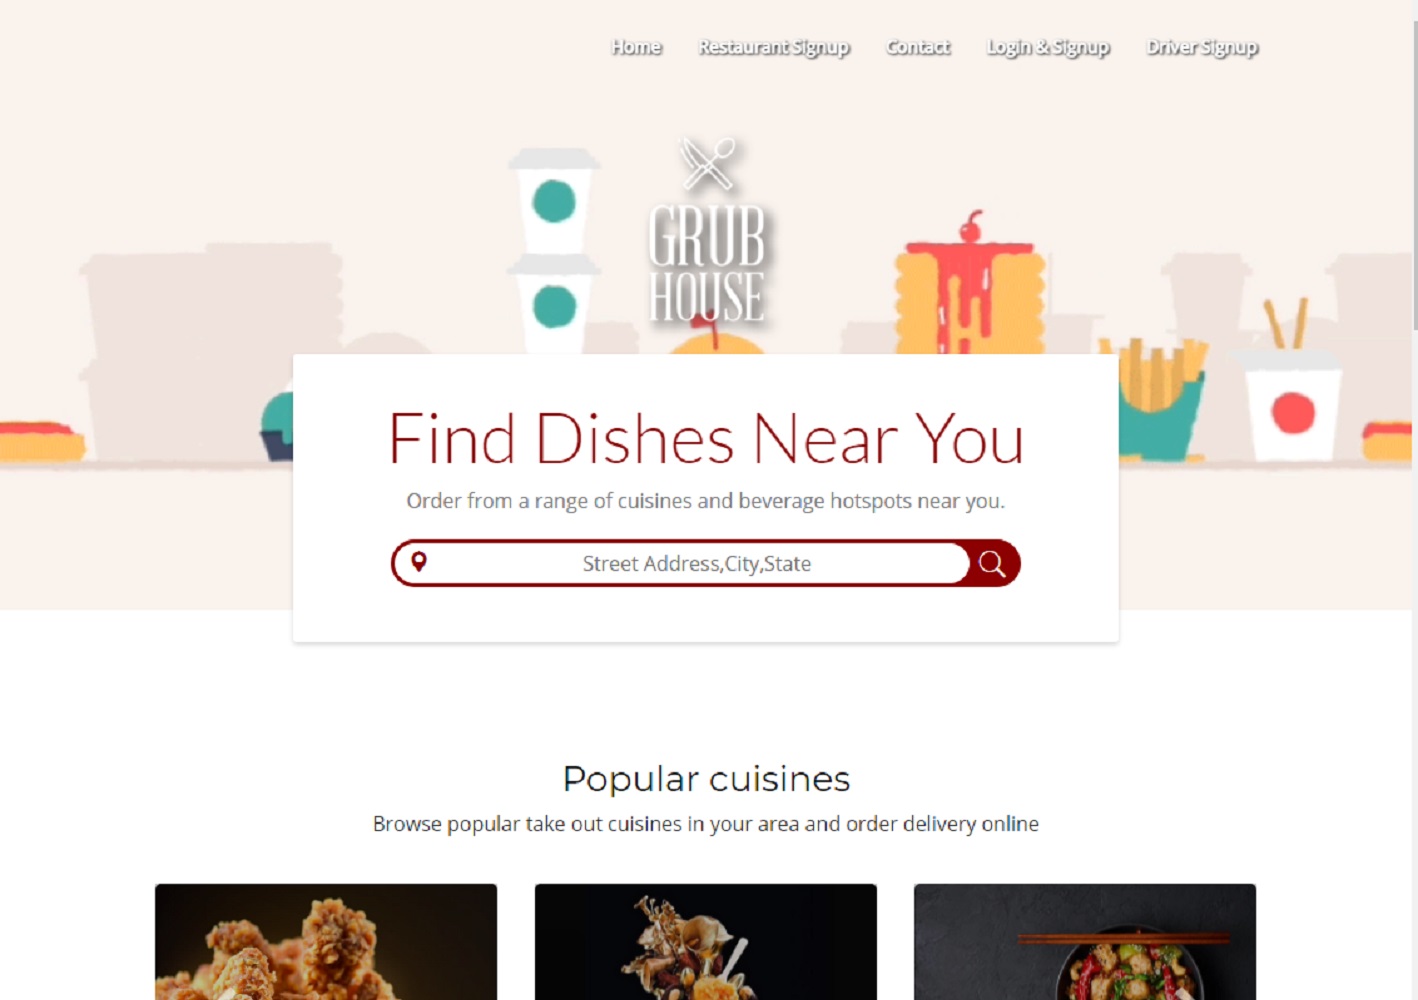 Home Restaurant Signup Contact Login & Signup Driver Signup
GRUB
HOUSE
Find Dishes Near You
Order from a range of cuisines and beverage hotspots near you.
Street Address,City,State
Popular cuisines
Browse popular take out cuisines in your area and order delivery online